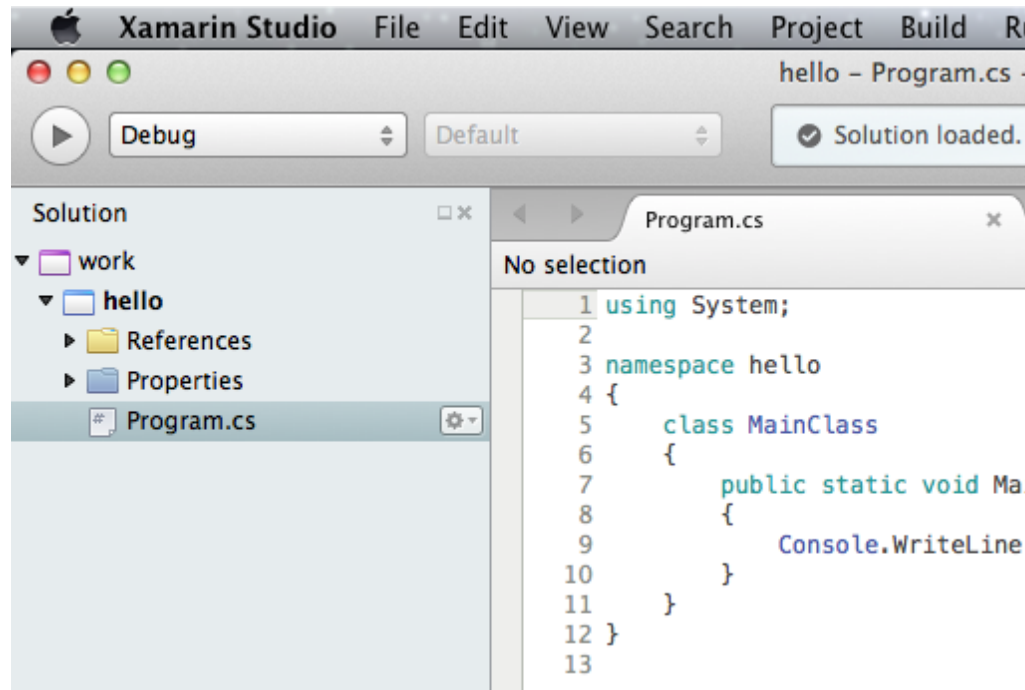 Xamarin Studio File Edit View Search Project Build
hello – Program.cs –
Debug Default Solution loaded.
Solution
work
hello
References
Properties
Program.cs
Program.cs
No selection
1 using System;
2
3 namespace hello
4 {
5 class MainClass
6 {
7 public static void
8 {
9 Console.WriteLine
10 }
11 }
12 }
13